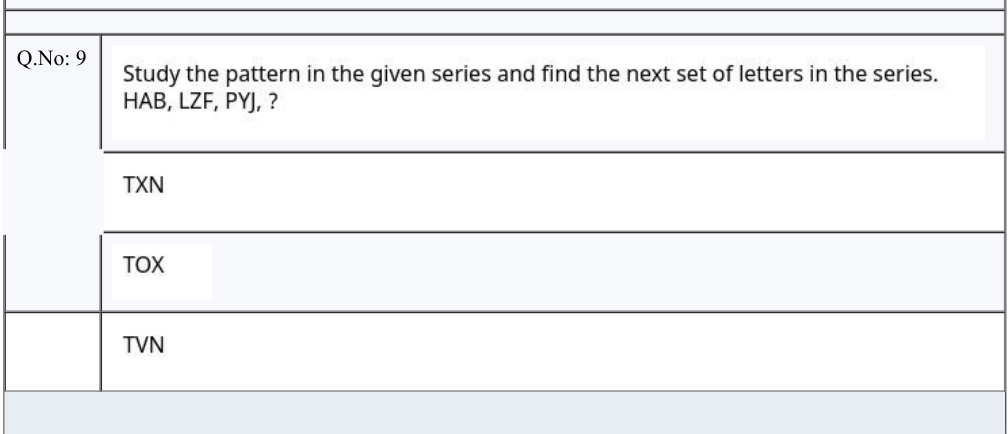 Q.No: 9
Study the pattern in the given series and find the next set of letters in the series.
HAB, LZF, PYJ, ?
TXN
TOX
TVN